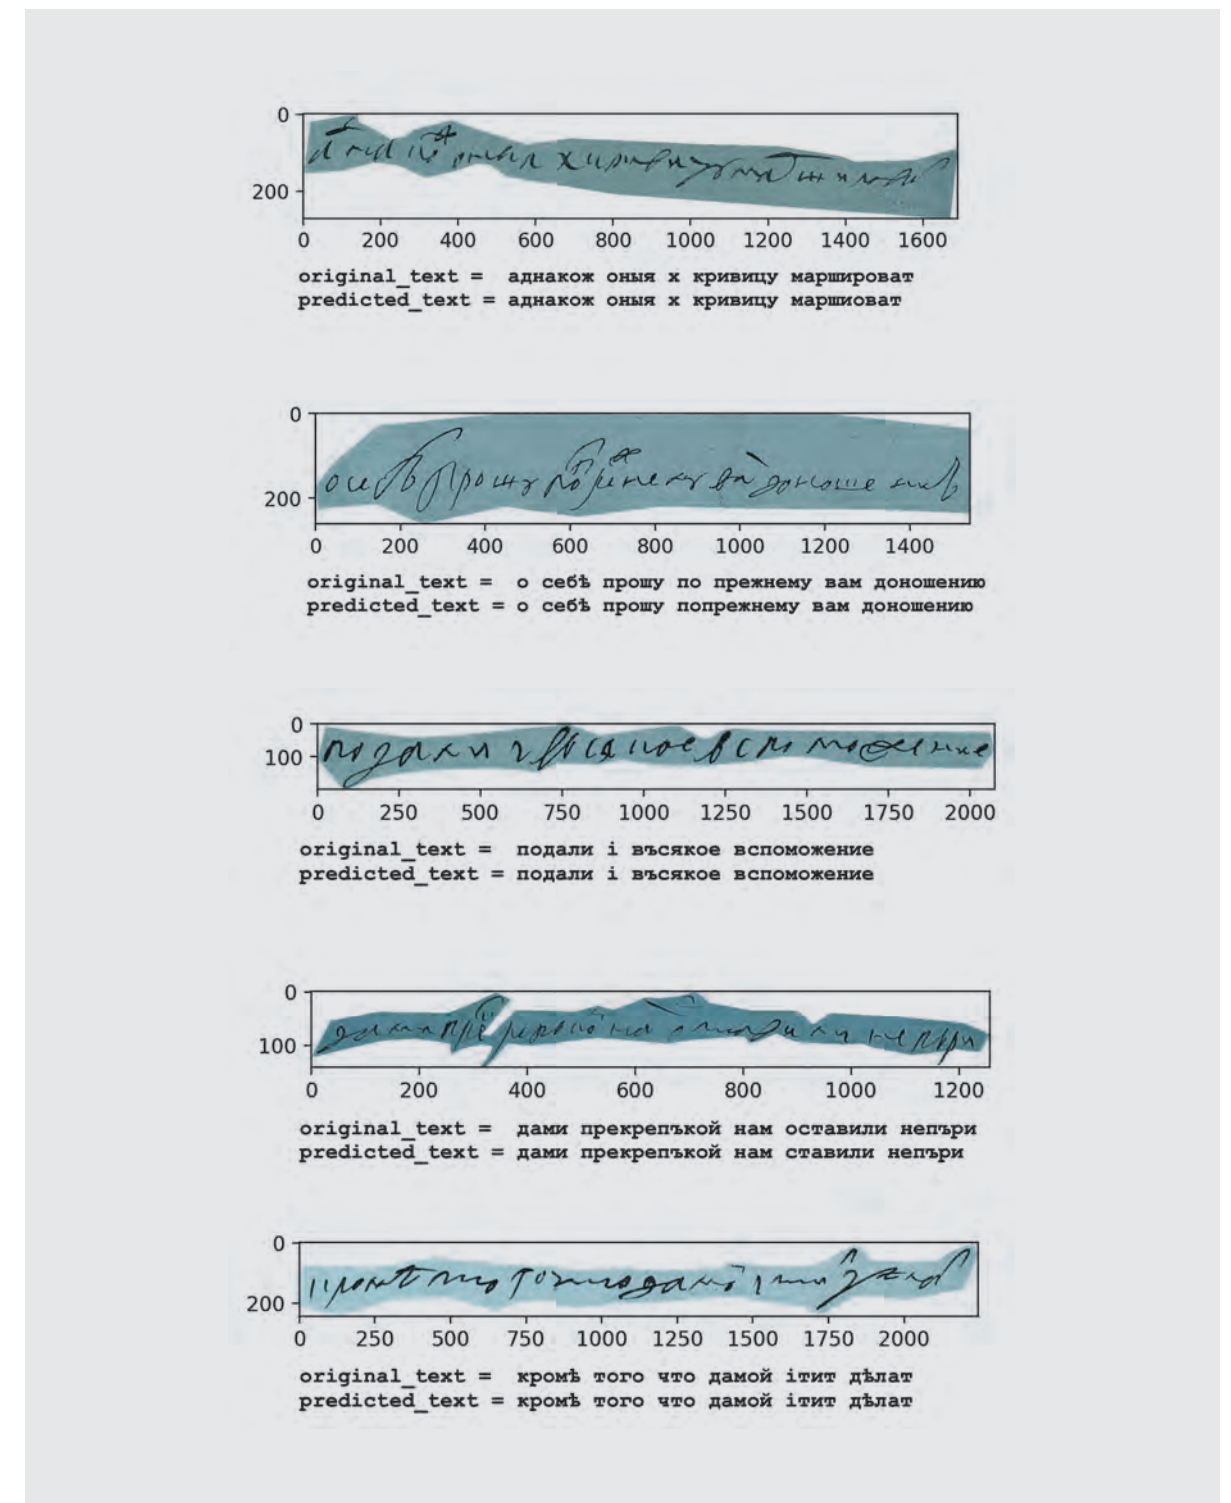 0
200
0 200 400 600 800 1000 1200 1400 1600
original_text = аднакож оныя х кривицу маршироват
predicted_text = аднакож оныя х кривицу маршиоват
0
200
0 200 400 600 800 1000 1200 1400
original_text = о себѣ прошу по прежнему вам доношению
predicted_text = о себѣ прошу попрежнему вам доношению
0
100
0 250 500 750 1000 1250 1500 1750 2000
original_text = подали i въсякое вспоможение
predicted_text = подали i въсякое вспоможение
0
100
0 200 400 600 800 1000 1200
original_text = дами прекрепъкой нам оставили непъри
predicted_text = дами прекрепъкой нам ставили непъри
0
200
0 250 500 750 1000 1250 1500 1750 2000
original_text = кромѣ того что дамой iтит дѣлат
predicted_text = кромѣ того что дамой iтит дѣлат